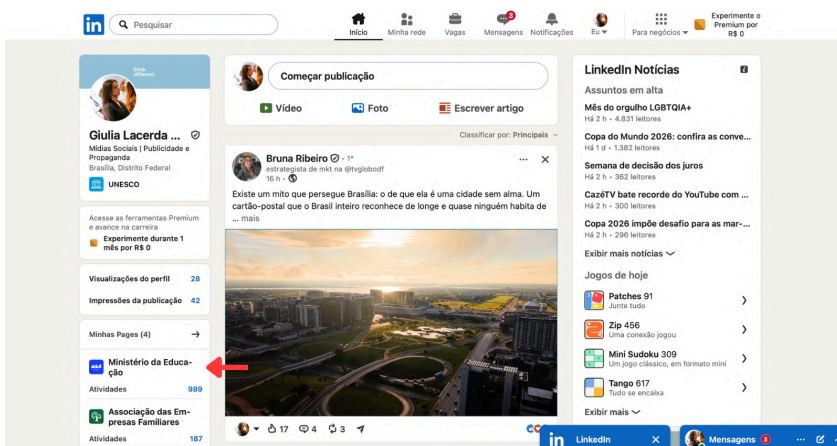 in
Pesquisar
Início
Minha rede
Vagas
3
Mensagens
Notificações
Eu
Para negócios
Experimente o
Premium por
R$ 0
think
different.
Giulia Lacerda ...
Mídias Sociais | Publicidade e
Propaganda
Brasília, Distrito Federal
UNESCO
Acesse as ferramentas Premium
e avance na carreira
Experimente durante 1
mês por R$ 0
Visualizações do perfil 28
Impressões da publicação 42
Minhas Pages (4)
Ministério da Educa-
ção
Atividades 989
Associação das Em-
presas Familiares
Atividades 187
Começar publicação
Vídeo
Foto
Escrever artigo
Classificar por: Principais
Bruna Ribeiro · 1°
estrategista de mkt na @tvglobodf
16 h •
Existe um mito que persegue Brasília: o de que ela é uma cidade sem alma. Um
cartão-postal que o Brasil inteiro reconhece de longe e quase ninguém habita de
... mais
17
4
3
LinkedIn Notícias
Assuntos em alta
Mês do orgulho LGBTQIA+
Há 2 h • 4.831 leitores
Copa do Mundo 2026: confira as conve...
Há 1 d • 1.382 leitores
Semana de decisão dos juros
Há 2 h • 362 leitores
CazéTV bate recorde do YouTube com ...
Há 2 h • 300 leitores
Copa 2026 impõe desafio para as mar-...
Há 2 h • 296 leitores
Exibir mais notícias
Jogos de hoje
Patches 91
Junte tudo
Zip 456
Uma conexão jogou
Mini Sudoku 309
Um jogo clássico, em formato mini
Tango 617
Tudo se encaixa
Exibir mais
in LinkedIn
Mensagens 3 ...